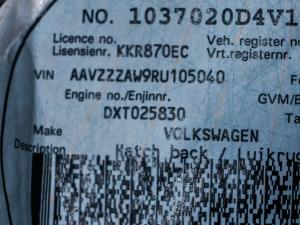 NO. 1037020D4V1
Licence no. Veh. register no
Lisensienr. KKR870EC Vrt.registernr.
VIN AAVZZZAW9RU105040
Engine no./Enjinnr. GVM/B
DXT025830
Make VOLKSWAGEN
Description Hatch back / Luikrug